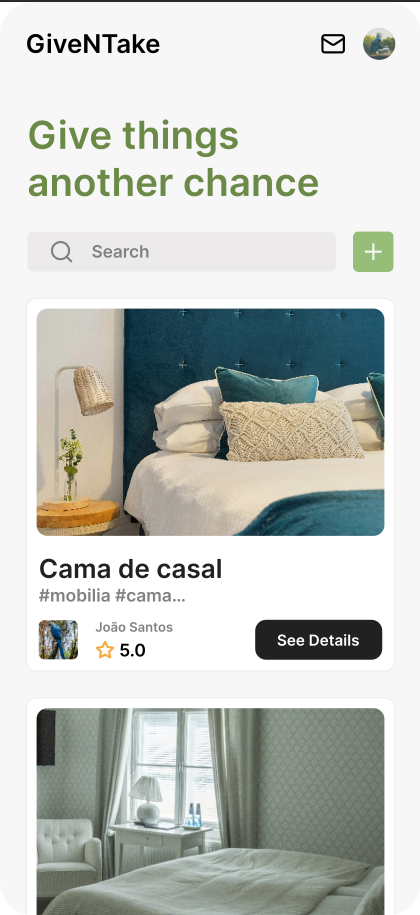 GiveNTake
Give things
another chance
Search
Cama de casal
#mobilia #cama...
João Santos
5.0
See Details